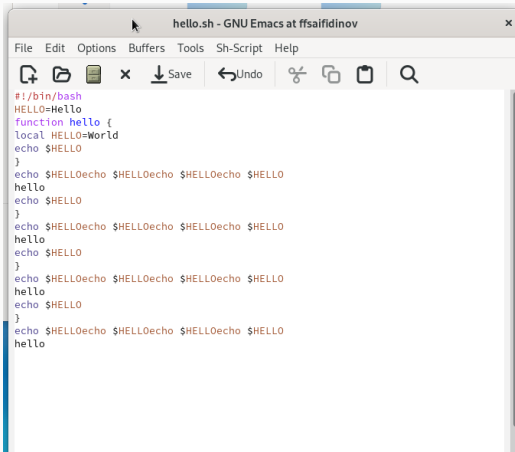 hello.sh - GNU Emacs at ffsaifidinov
File Edit Options Buffers Tools Sh-Script Help
Save Undo
#!/bin/bash
HELLO=Hello
function hello {
local HELLO=World
echo $HELLO
}
echo $HELLOecho $HELLOecho $HELLOecho $HELLO
hello
echo $HELLO
}
echo $HELLOecho $HELLOecho $HELLOecho $HELLO
hello
echo $HELLO
}
echo $HELLOecho $HELLOecho $HELLOecho $HELLO
hello
echo $HELLO
}
echo $HELLOecho $HELLOecho $HELLOecho $HELLO
hello